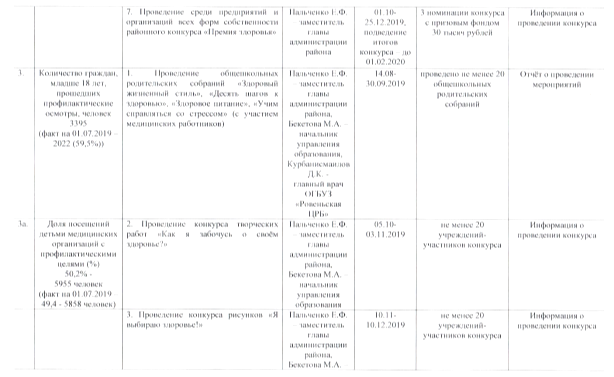 7. Проведение среди предприятий и
организаций всех форм собственности
районного конкурса «Премия здоровья»
Пальченко Е.Ф.
заместитель
главы
администрации
района
01.10-
25.12.2019,
подведение
итогов
конкурса до
01.02.2020
3 номинации конкурса
с призовым фондом
30 тысяч рублей
Информация о
проведении конкурса
3.
Количество граждан,
младше 18 лет,
прошедших
профилактические
осмотры, человек
3395
(факт на 01.07.2019 –
2022 (59,5%))
1. Проведение общешкольных
родительских собраний «Здоровый
жизненный стиль», «Десять шагов к
здоровью», «Здоровое питание», «Учим
справляться со стрессом» (с участием
медицинских работников)
Пальченко Е.Ф.
– заместитель
главы
администрации
района,
Бекетова М.А. –
начальник
управления
образования,
Курбанисмаилов
Д.К. –
главный врач
ОГБУЗ
«Ровеньская
ЦРБ»
14.08-
30.09.2019
проведено не менее 20
общешкольных
родительских
собраний
Отчёт о проведении
мероприятий
3а.
Доля посещений
детьми медицинских
организаций с
профилактическими
целями (%)
50,2% -
5955 человек
(факт на 01.07.2019
49,4 - 5858 человек)
2. Проведение конкурса творческих
работ «Как я забочусь о своём
здоровье?»
Пальченко Е.Ф.
– заместитель
главы
администрации
района,
Бекетова М.А. –
начальник
управления
образования
05.10-
03.11.2019
не менее 20
учреждений-
участников конкурса
Информация о
проведении конкурса
3. Проведение конкурса рисунков «Я
выбираю здоровье!»
Пальченко Е.Ф.
– заместитель
главы
администрации
района,
Бекетова М.А.
10.11-
10.12.2019
не менее 20
учреждений-
участников конкурса
Информация о
проведении конкурса